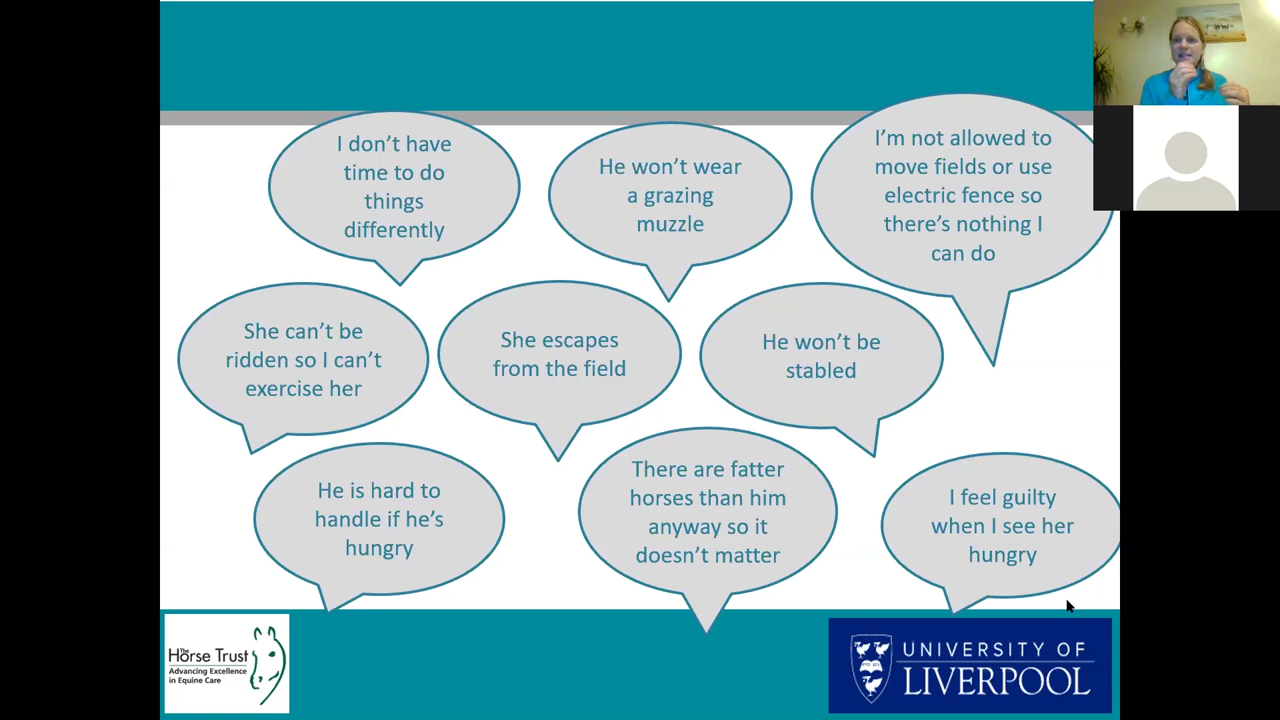 I don't have
time to do
things
differently
He won't wear
a grazing
muzzle
I'm not allowed to
move fields or use
electric fence so
there's nothing I
can do
She can't be
ridden so I can't
exercise her
She escapes
from the field
He won't be
stabled
He is hard to
handle if he's
hungry
There are fatter
horses than him
anyway so it
doesn't matter
I feel guilty
when I see her
hungry
The
Horse Trust
Advancing Excellence
in Equine Care
UNIVERSITY OF
LIVERPOOL